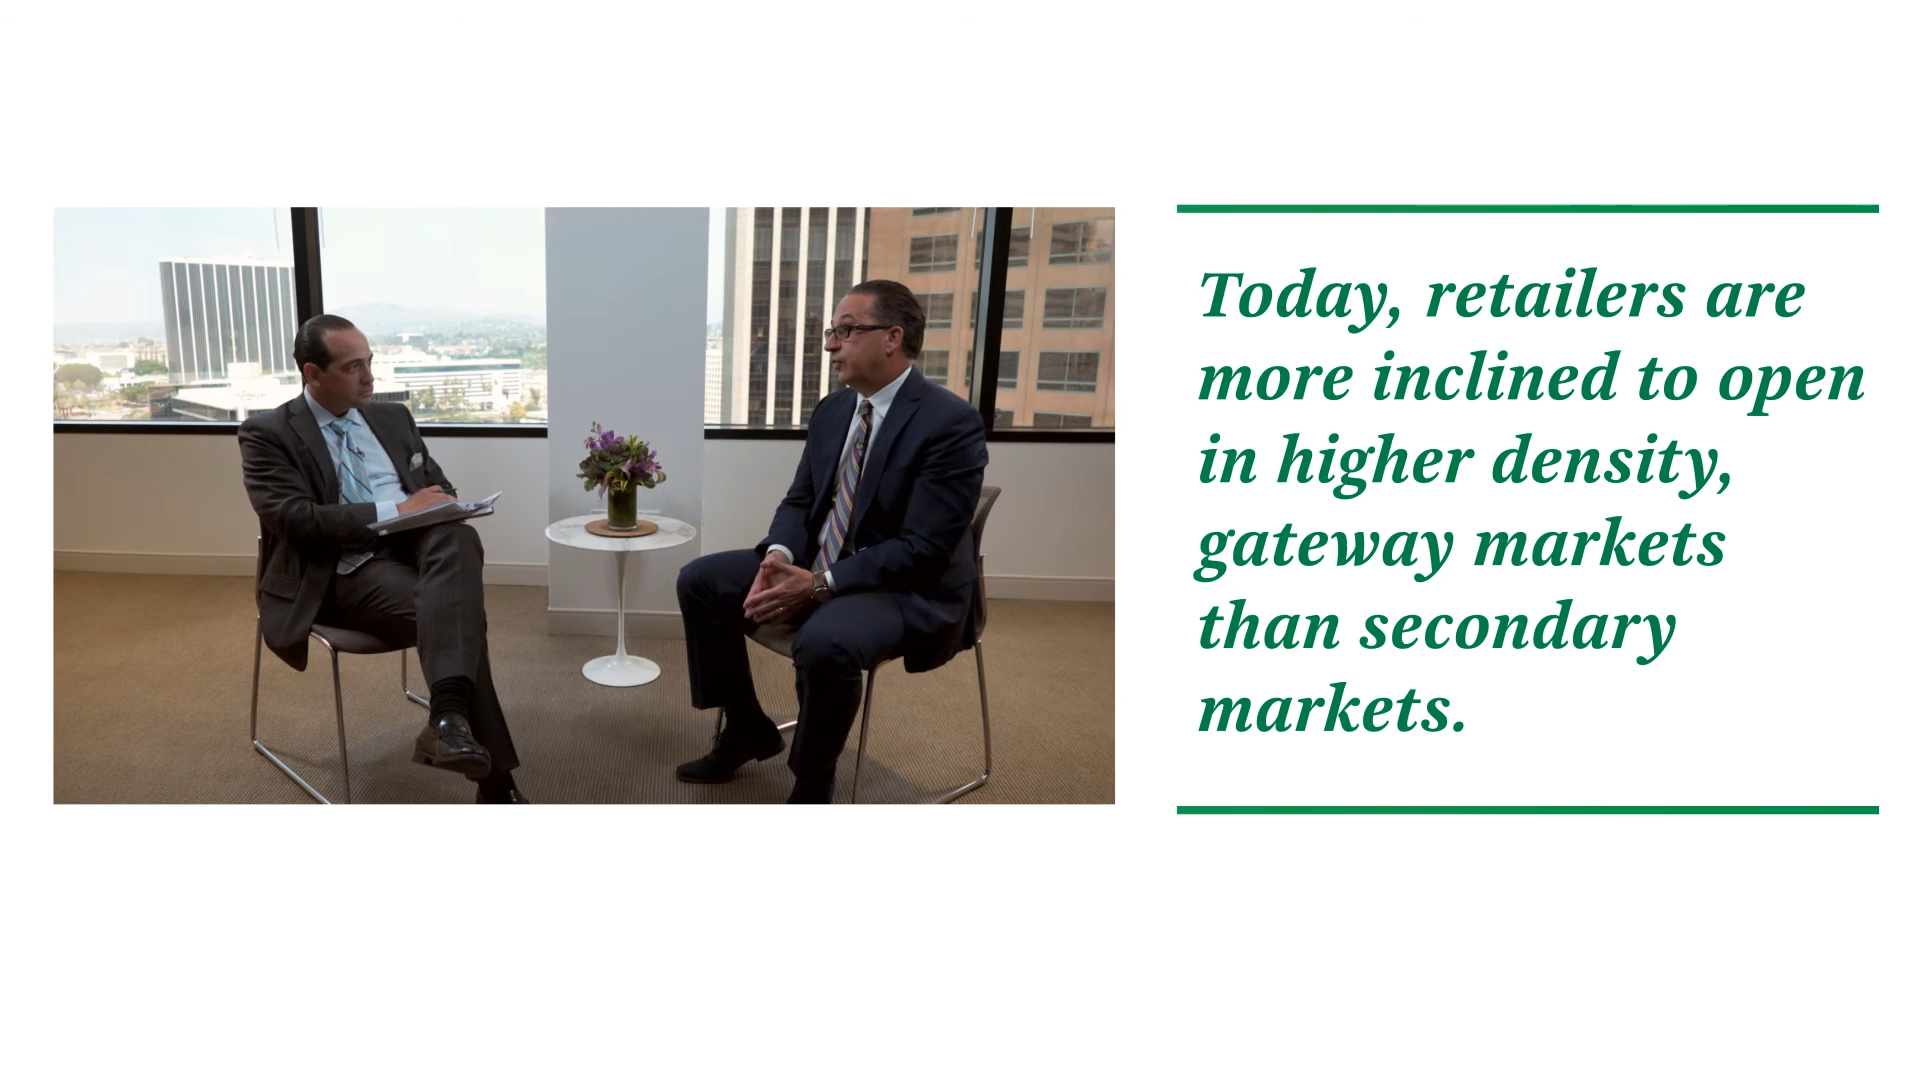 Today, retailers are
more inclined to open
in higher density,
gateway markets
than secondary
markets.